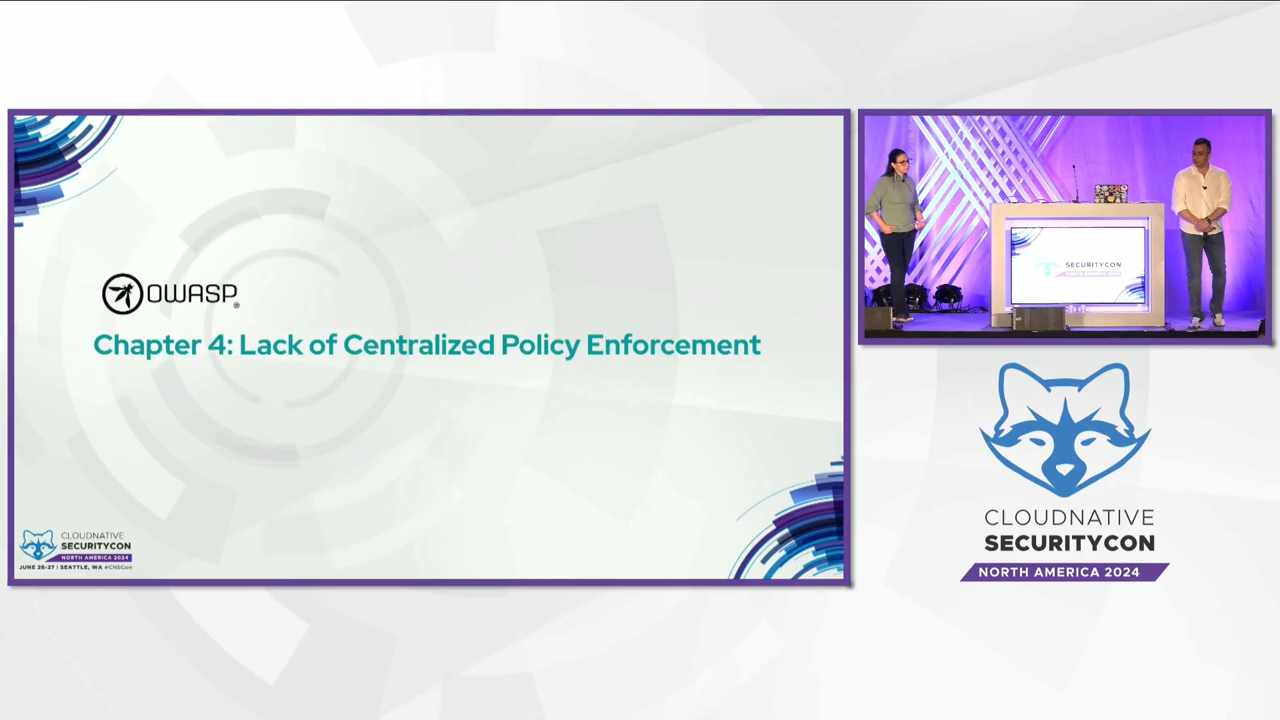 OWASP®
Chapter 4: Lack of Centralized Policy Enforcement
CLOUDNATIVE
SECURITYCON
NORTH AMERICA 2024
JUNE 26-27 | SEATTLE, WA #CNSCon
SECURITYCON
CLOUDNATIVE
SECURITYCON
NORTH AMERICA 2024